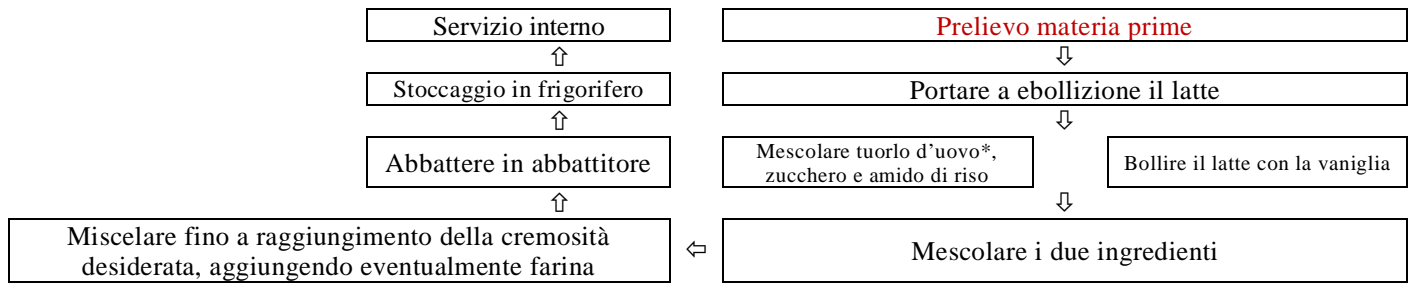 Servizio interno
Prelievo materia prime
⇧
⇩
Stoccaggio in frigorifero
Portare a ebollizione il latte
⇧
⇩
Abbattere in abbattitore
Mescolare tuorlo d'uovo*,
zucchero e amido di riso
Bollire il latte con la vaniglia
⇧
⇩
Miscelare fino a raggiungimento della cremosità
desiderata, aggiungendo eventualmente farina
⇦
Mescolare i due ingredienti